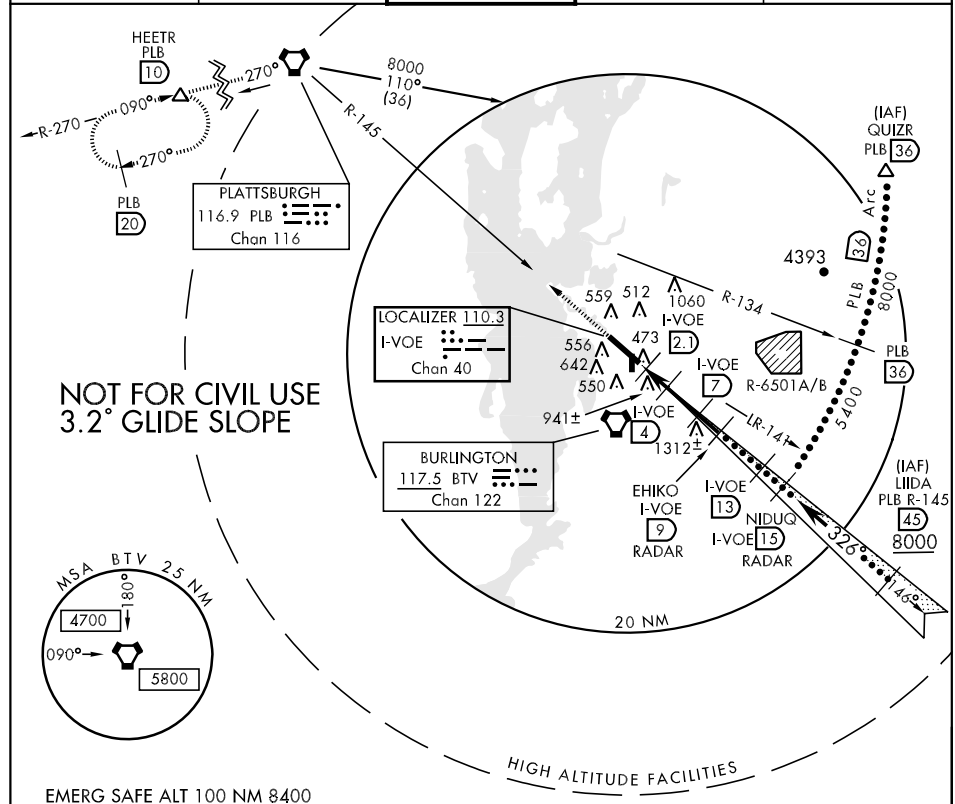 HEETR
PLB
10
270°
090°
R-270
270°
PLB
20
8000
110°
(36)
R-145
(IAF)
QUIZR
PLB 36
Arc
36
PLB
8000
4393
PLATTSBURGH
116.9 PLB
Chan 116
R-134
559
512
1060
I-VOE
2.1
LOCALIZER 110.3
I-VOE
Chan 40
556
473
642
550
I-VOE
7
R-6501A/B
PLB
36
5400
NOT FOR CIVIL USE
3.2° GLIDE SLOPE
941±
I-VOE
4
1312±
LR-141
BURLINGTON
117.5 BTV
Chan 122
EHIKO
I-VOE
9
RADAR
I-VOE
13
NIDUQ
I-VOE 15
RADAR
(IAF)
LIIDA
PLB R-145
45
8000
326°
146°
20 NM
MSA BTV 25 NM
180°
4700
090°
5800
HIGH ALTITUDE FACILITIES
EMERG SAFE ALT 100 NM 8400